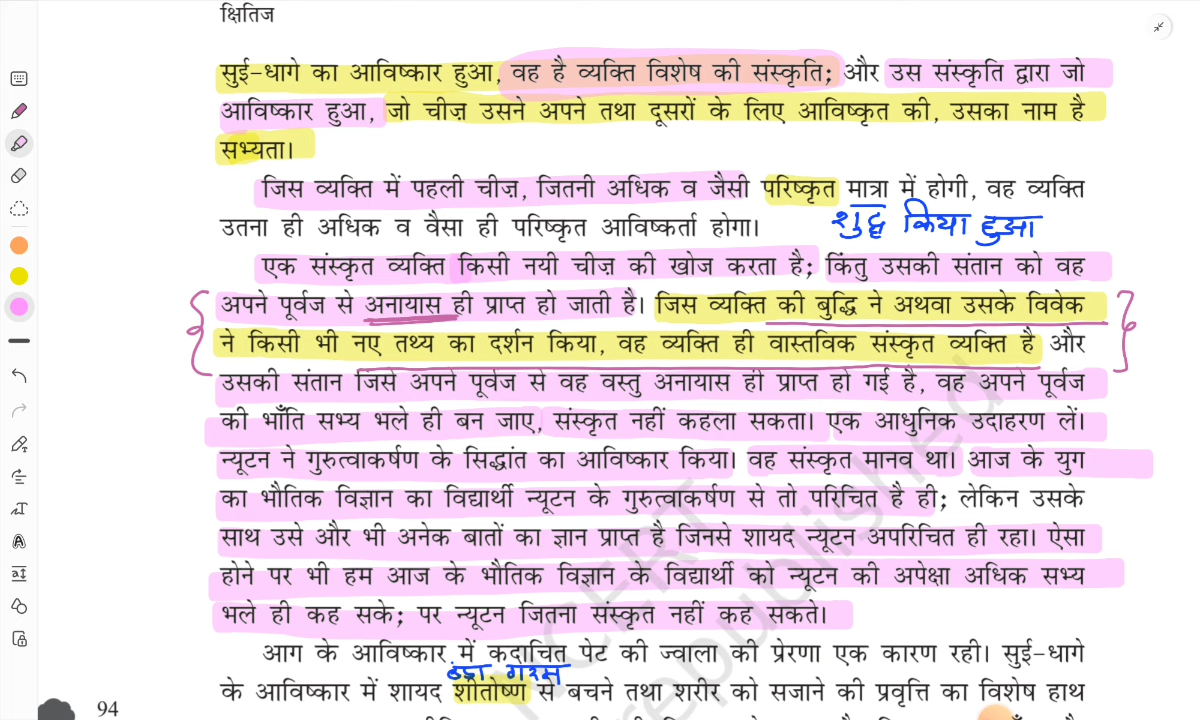 क्षितिज
सुई-धागे का आविष्कार हुआ, वह है व्यक्ति विशेष की संस्कृति; और उस संस्कृति द्वारा जो
आविष्कार हुआ, जो चीज़ उसने अपने तथा दूसरों के लिए आविष्कृत की, उसका नाम है
सभ्यता।
जिस व्यक्ति में पहली चीज़, जितनी अधिक व जैसी परिष्कृत मात्रा में होगी, वह व्यक्ति
उतना ही अधिक व वैसा ही परिष्कृत आविष्कर्ता होगा।
शुद्ध किया हुआ
एक संस्कृत व्यक्ति किसी नयी चीज़ की खोज करता है; किंतु उसकी संतान को वह
अपने पूर्वज से अनायास ही प्राप्त हो जाती है। जिस व्यक्ति की बुद्धि ने अथवा उसके विवेक
ने किसी भी नए तथ्य का दर्शन किया, वह व्यक्ति ही वास्तविक संस्कृत व्यक्ति है और
उसकी संतान जिसे अपने पूर्वज से वह वस्तु अनायास ही प्राप्त हो गई है, वह अपने पूर्वज
की भाँति सभ्य भले ही बन जाए, संस्कृत नहीं कहला सकता। एक आधुनिक उदाहरण लें।
न्यूटन ने गुरुत्वाकर्षण के सिद्धांत का आविष्कार किया। वह संस्कृत मानव था। आज के युग
का भौतिक विज्ञान का विद्यार्थी न्यूटन के गुरुत्वाकर्षण से तो परिचित है ही; लेकिन उसके
साथ उसे और भी अनेक बातों का ज्ञान प्राप्त है जिनसे शायद न्यूटन अपरिचित ही रहा। ऐसा
होने पर भी हम आज के भौतिक विज्ञान के विद्यार्थी को न्यूटन की अपेक्षा अधिक सभ्य
भले ही कह सके; पर न्यूटन जितना संस्कृत नहीं कह सकते।
आग के आविष्कार में कदाचित पेट की ज्वाला की प्रेरणा एक कारण रही। सुई-धागे
ठंडा गरम
के आविष्कार में शायद शीतोष्ण से बचने तथा शरीर को सजाने की प्रवृत्ति का विशेष हाथ
94
NCERT
republished